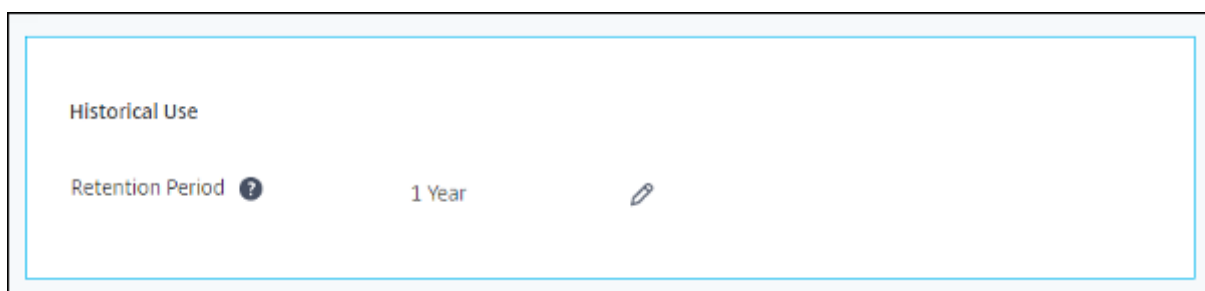 Historical Use
Retention Period ? 1 Year